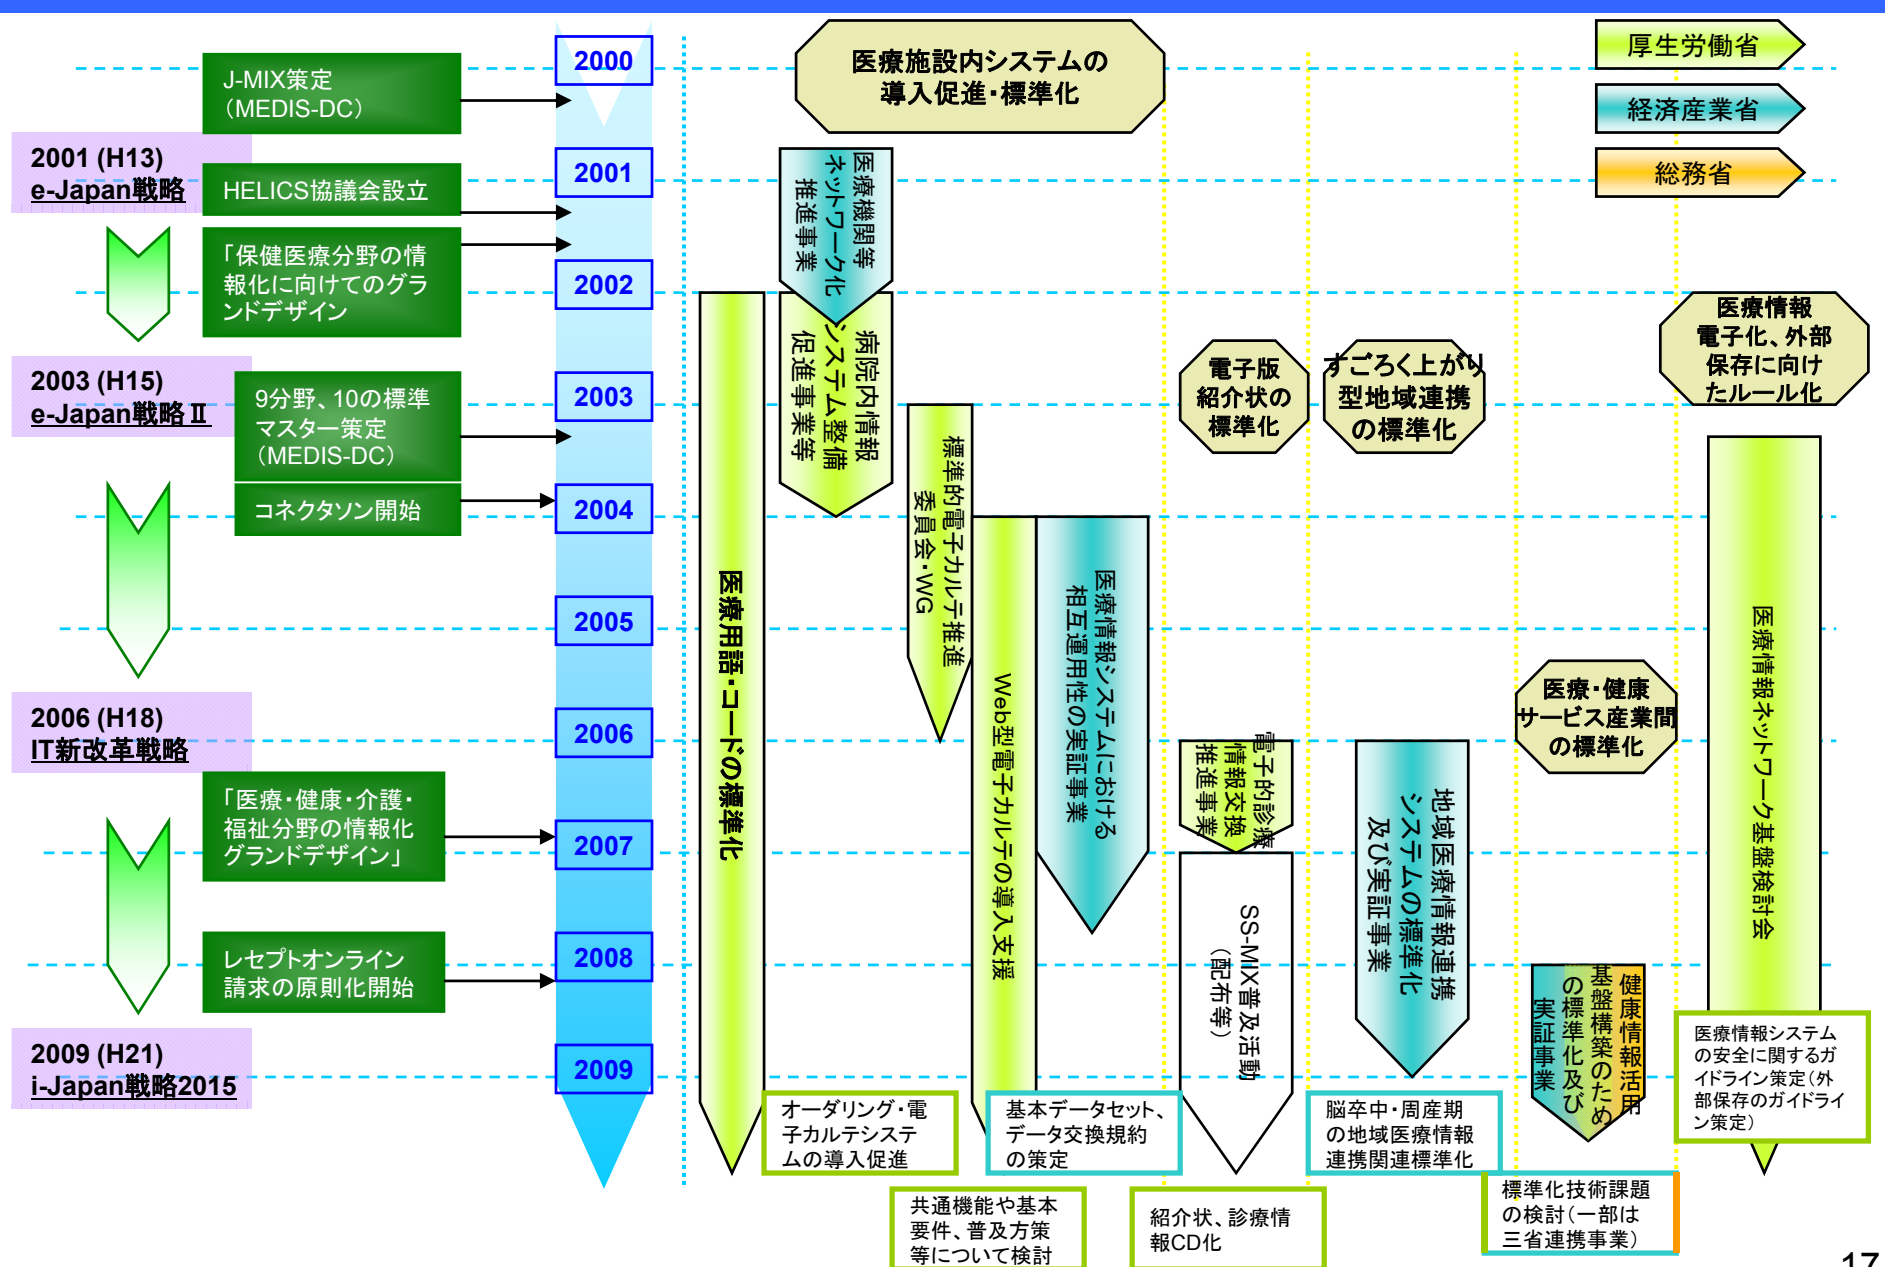 2000
2001
2002
2003
2004
2005
2006
2007
2008
2009
2001 (H13)
e-Japan戦略
2003 (H15)
e-Japan戦略Ⅱ
2006 (H18)
IT新改革戦略
2009 (H21)
i-Japan戦略2015
J-MIX策定
（MEDIS-DC）
HELICS協議会設立
「保健医療分野の情
報化に向けてのグラ
ンドデザイン
9分野、10の標準
マスター策定
（MEDIS-DC）
コネクタソン開始
「医療・健康・介護・
福祉分野の情報化
グランドデザイン」
レセプトオンライン
請求の原則化開始
医療施設内システムの
導入促進・標準化
厚生労働省
経済産業省
総務省
医療機関等
ネットワーク化
推進事業
病院内情報
システム整備
促進事業等
電子版
紹介状の
標準化
すごろく上がり
型地域連携
の標準化
医療情報
電子化、外部
保存に向け
たルール化
医療・健康
サービス産業間
の標準化
医療用語・コードの標準化
標準的電子カルテ推進
委員会・WG
Web型電子カルテの導入支援
医療情報システムにおける
相互運用性の実証事業
電子的診療
情報交換
推進事業
SS-MIX普及活動
（配布等）
地域医療情報連携
システムの標準化
及び実証事業
健康情報活用
基盤構築のため
の標準化及び
実証事業
医療情報ネットワーク基盤検討会
オーダリング・電
子カルテシステ
ムの導入促進
基本データセット、
データ交換規約
の策定
脳卒中・周産期
の地域医療情報
連携関連標準化
医療情報システム
の安全に関するガ
イドライン策定（外
部保存のガイドライ
ン策定）
共通機能や基本
要件、普及方策
等について検討
紹介状、診療情
報CD化
標準化技術課題
の検討（一部は
三省連携事業）
17